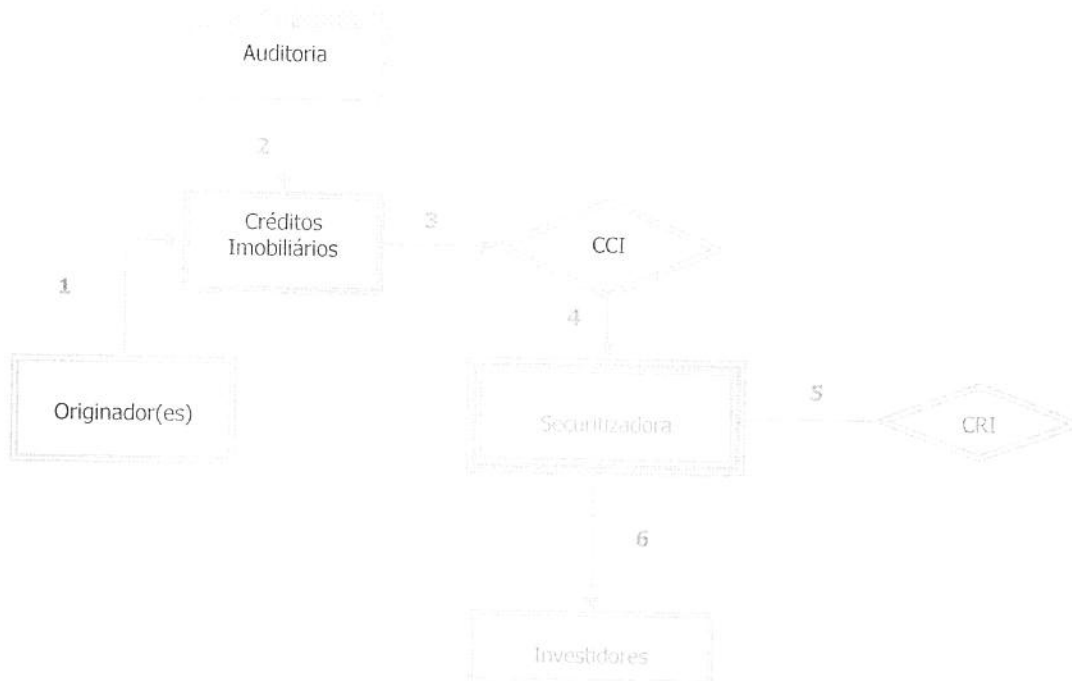 Auditoria
2
Créditos
Imobiliários
3
CCI
1
4
Originador(es)
Securitizadora
5
CRI
6
Investidores